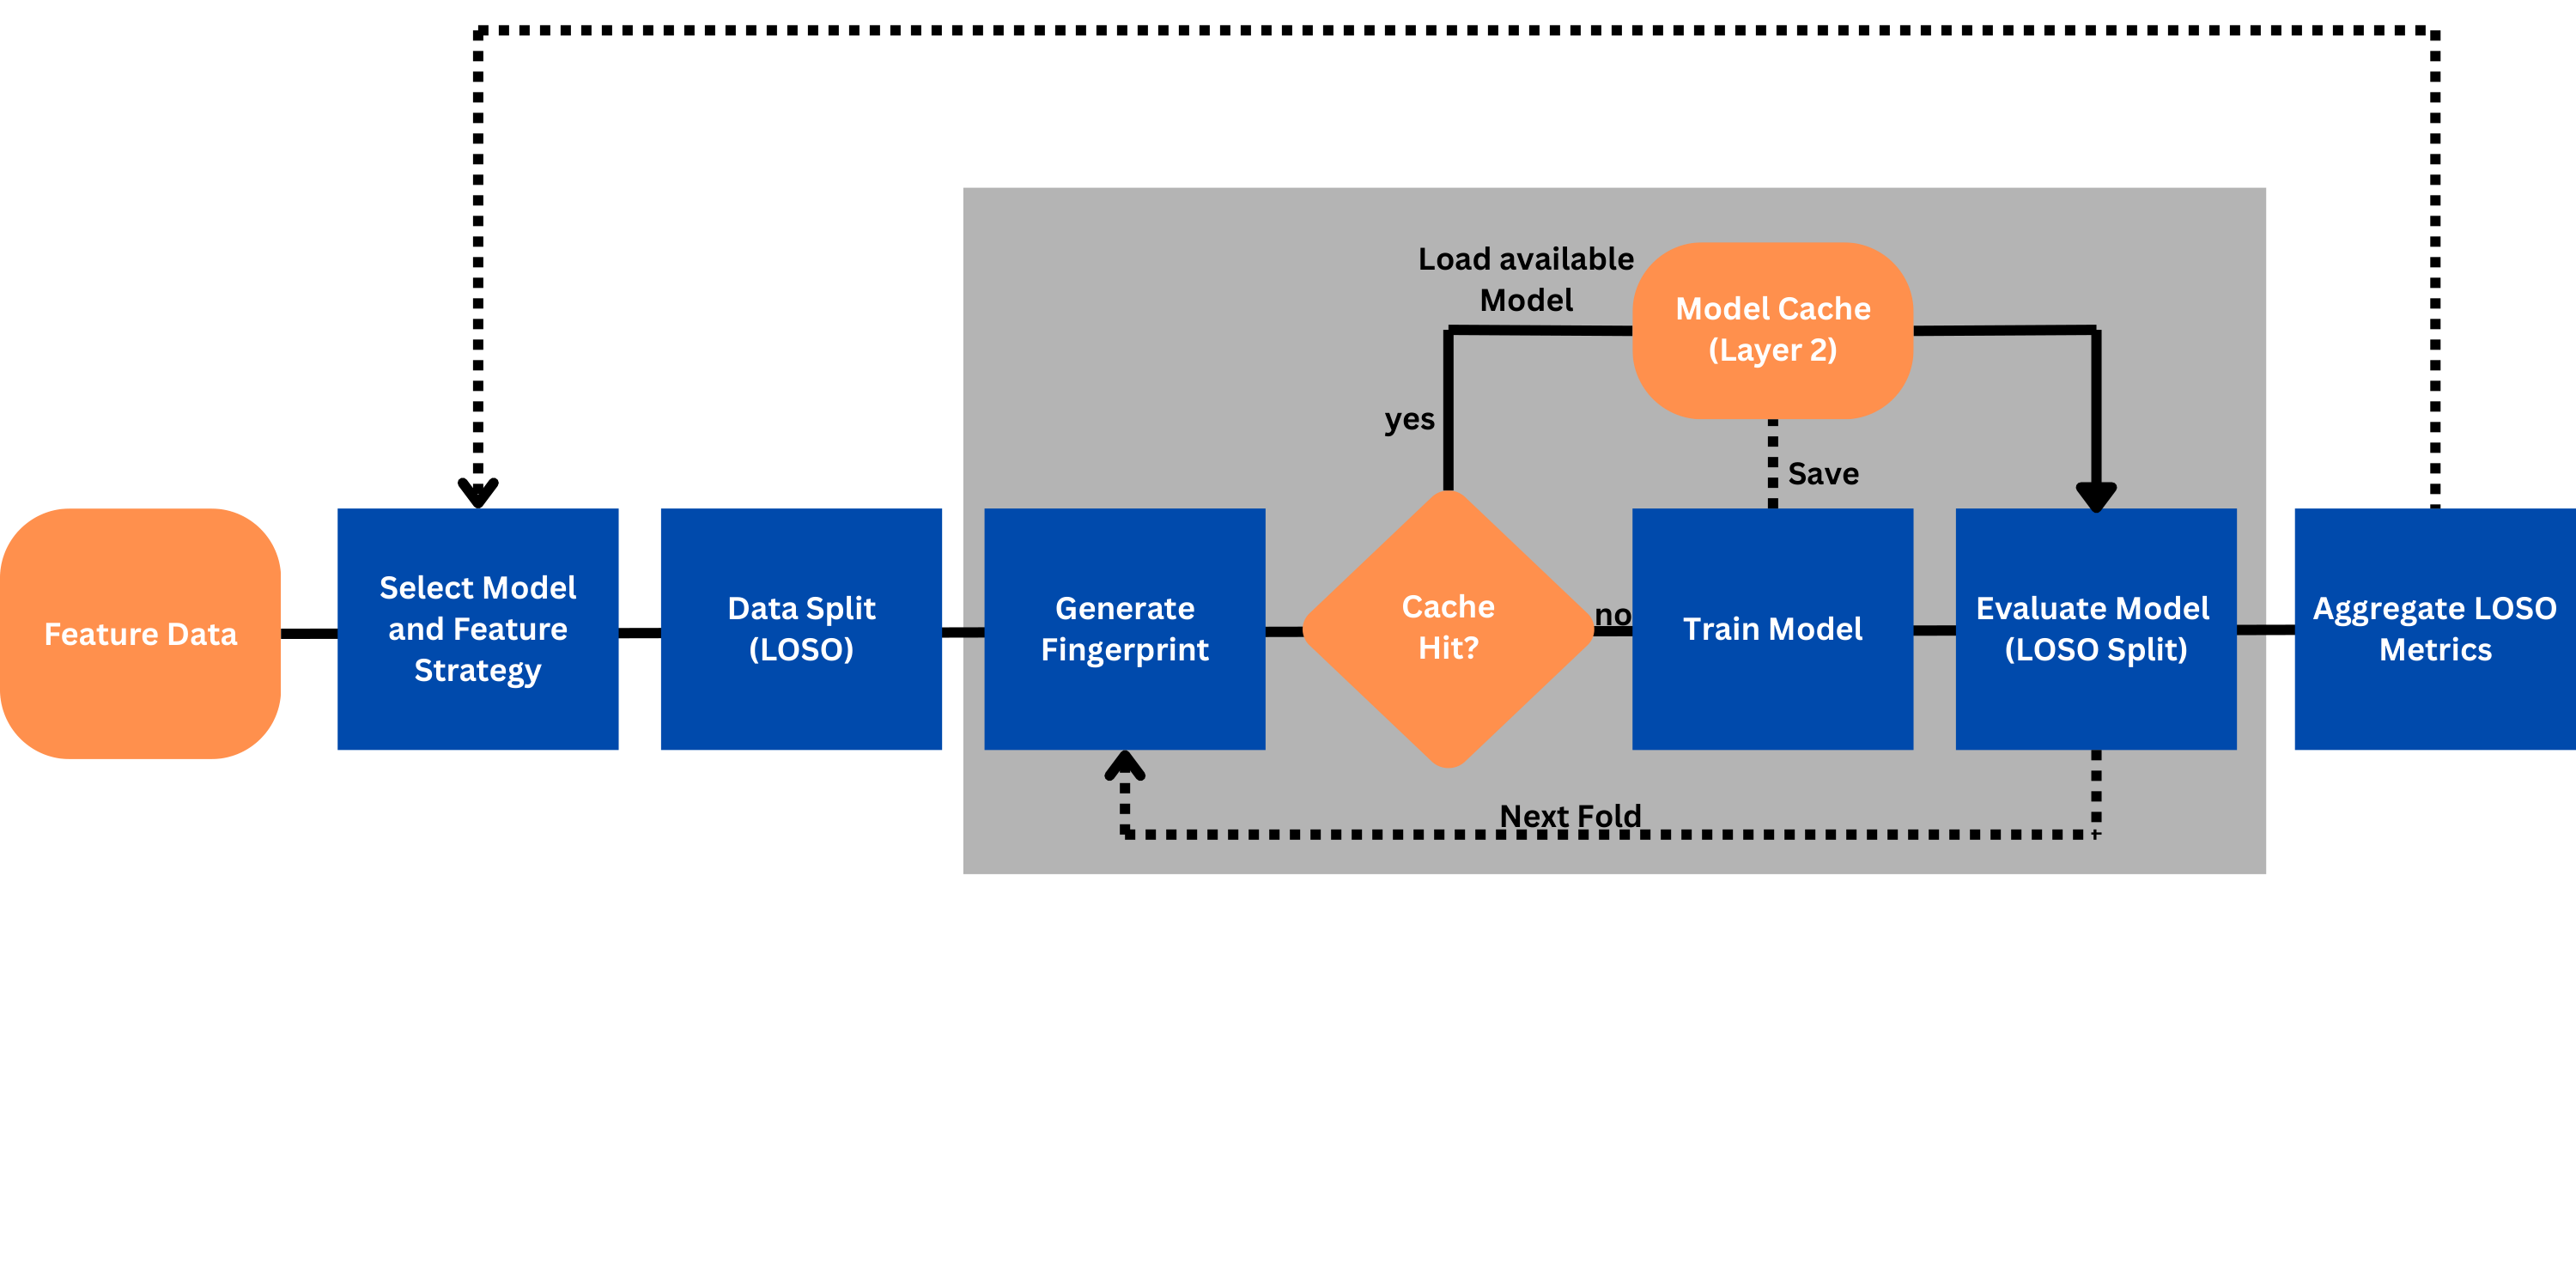 Load available
Model
Model Cache
(Layer 2)
yes
Save
Feature Data
Select Model
and Feature
Strategy
Data Split
(LOSO)
Generate
Fingerprint
Cache
Hit?
no
Train Model
Evaluate Model
(LOSO Split)
Aggregate LOSO
Metrics
Next Fold